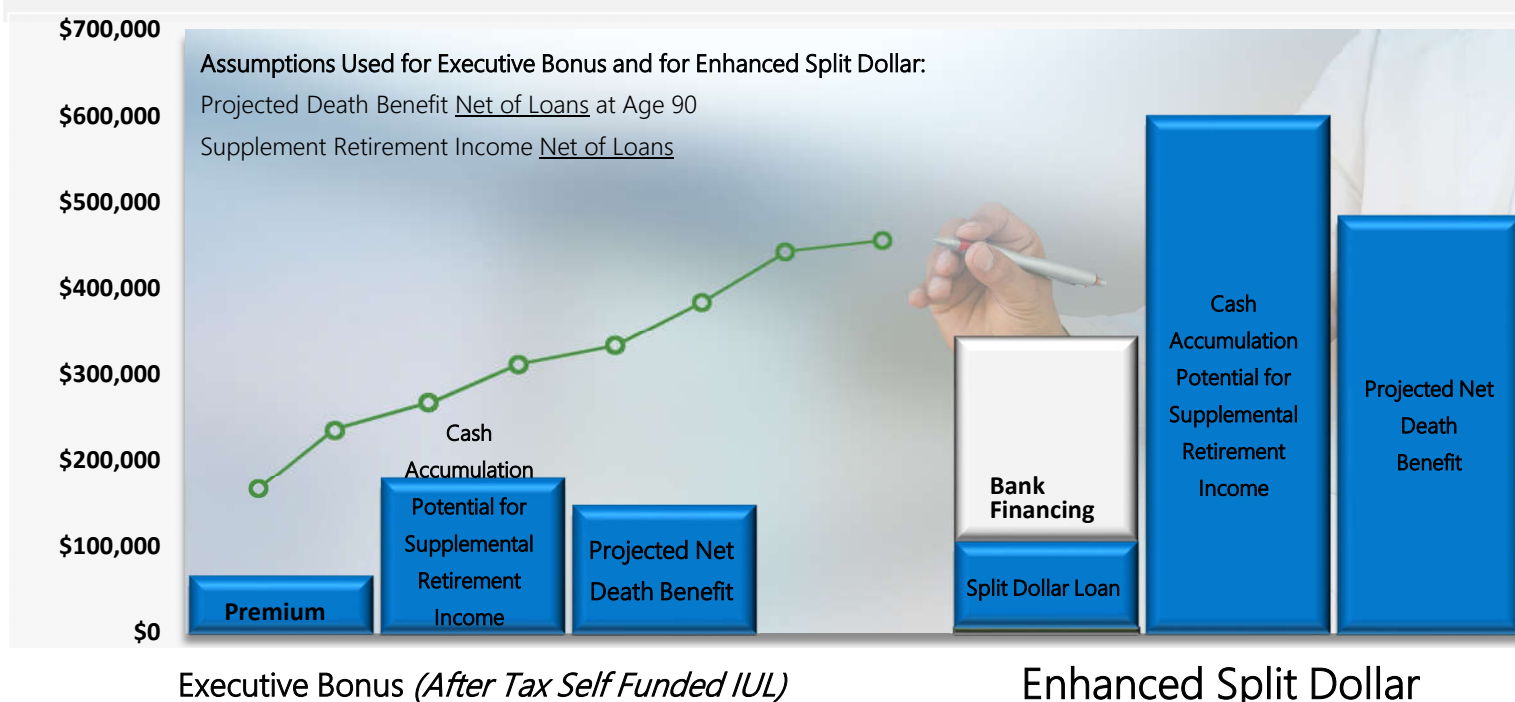 $700,000
$600,000
$500,000
$400,000
$300,000
$200,000
$100,000
$0
Assumptions Used for Executive Bonus and for Enhanced Split Dollar:
Projected Death Benefit Net of Loans at Age 90
Supplement Retirement Income Net of Loans
Premium
Cash
Accumulation
Potential for
Supplemental
Retirement
Income
Projected Net
Death Benefit
Bank
Financing
Split Dollar Loan
Cash
Accumulation
Potential for
Supplemental
Retirement
Income
Projected Net
Death
Benefit
Executive Bonus (After Tax Self Funded IUL)
Enhanced Split Dollar